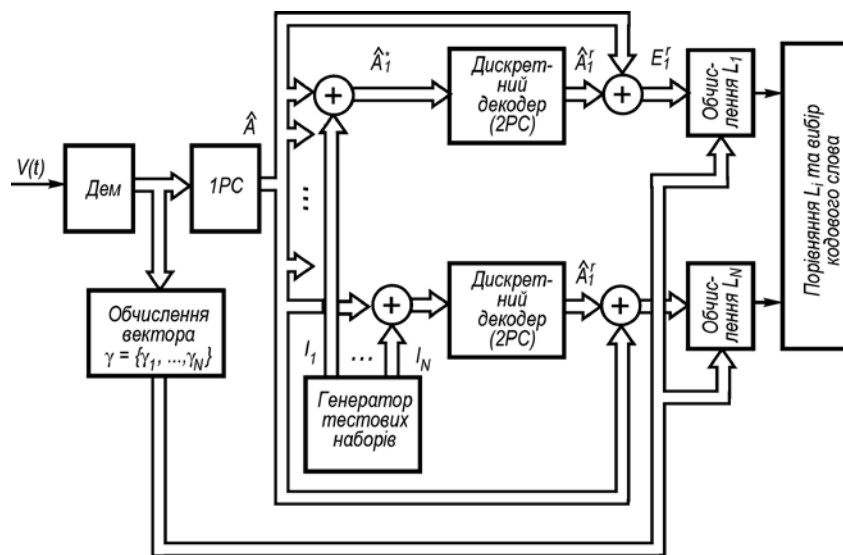 Â₁*
Дискрет-
ний
декодер
(2РС)
Â₁ʳ
E₁ʳ
Обчис-
лення L₁
Â
V(t)
Дем
1РС
...
Порівняння Lᵢ та вибір
кодового слова
Обчислення
вектора
γ = {γ₁, ...,γN}
Дискрет-
ний
декодер
(2РС)
Â₁ʳ
Обчис-
лення LN
I₁
...
IN
Генератор
тестових
наборів